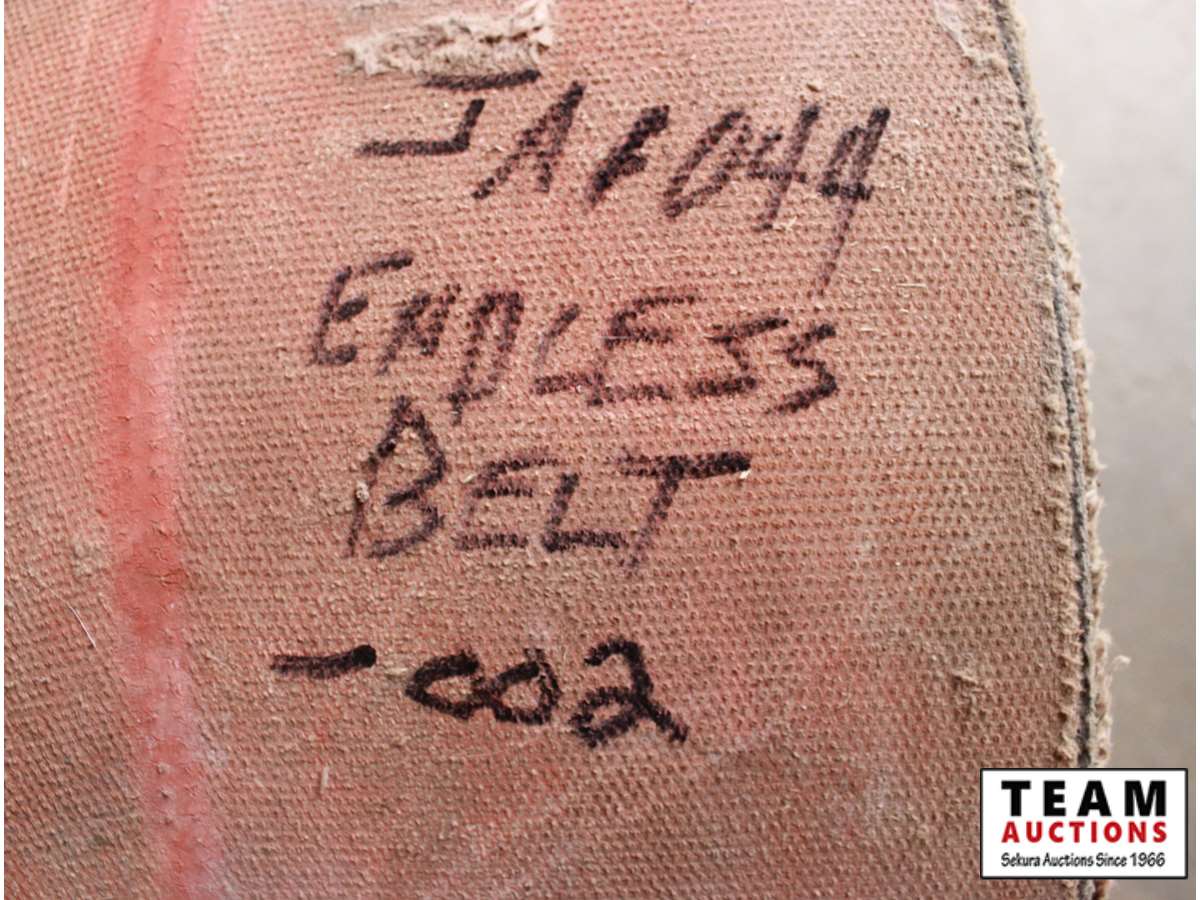 ENDLESS
BELT
-002
TEAM
AUCTIONS
Sekura Auctions Since 1966